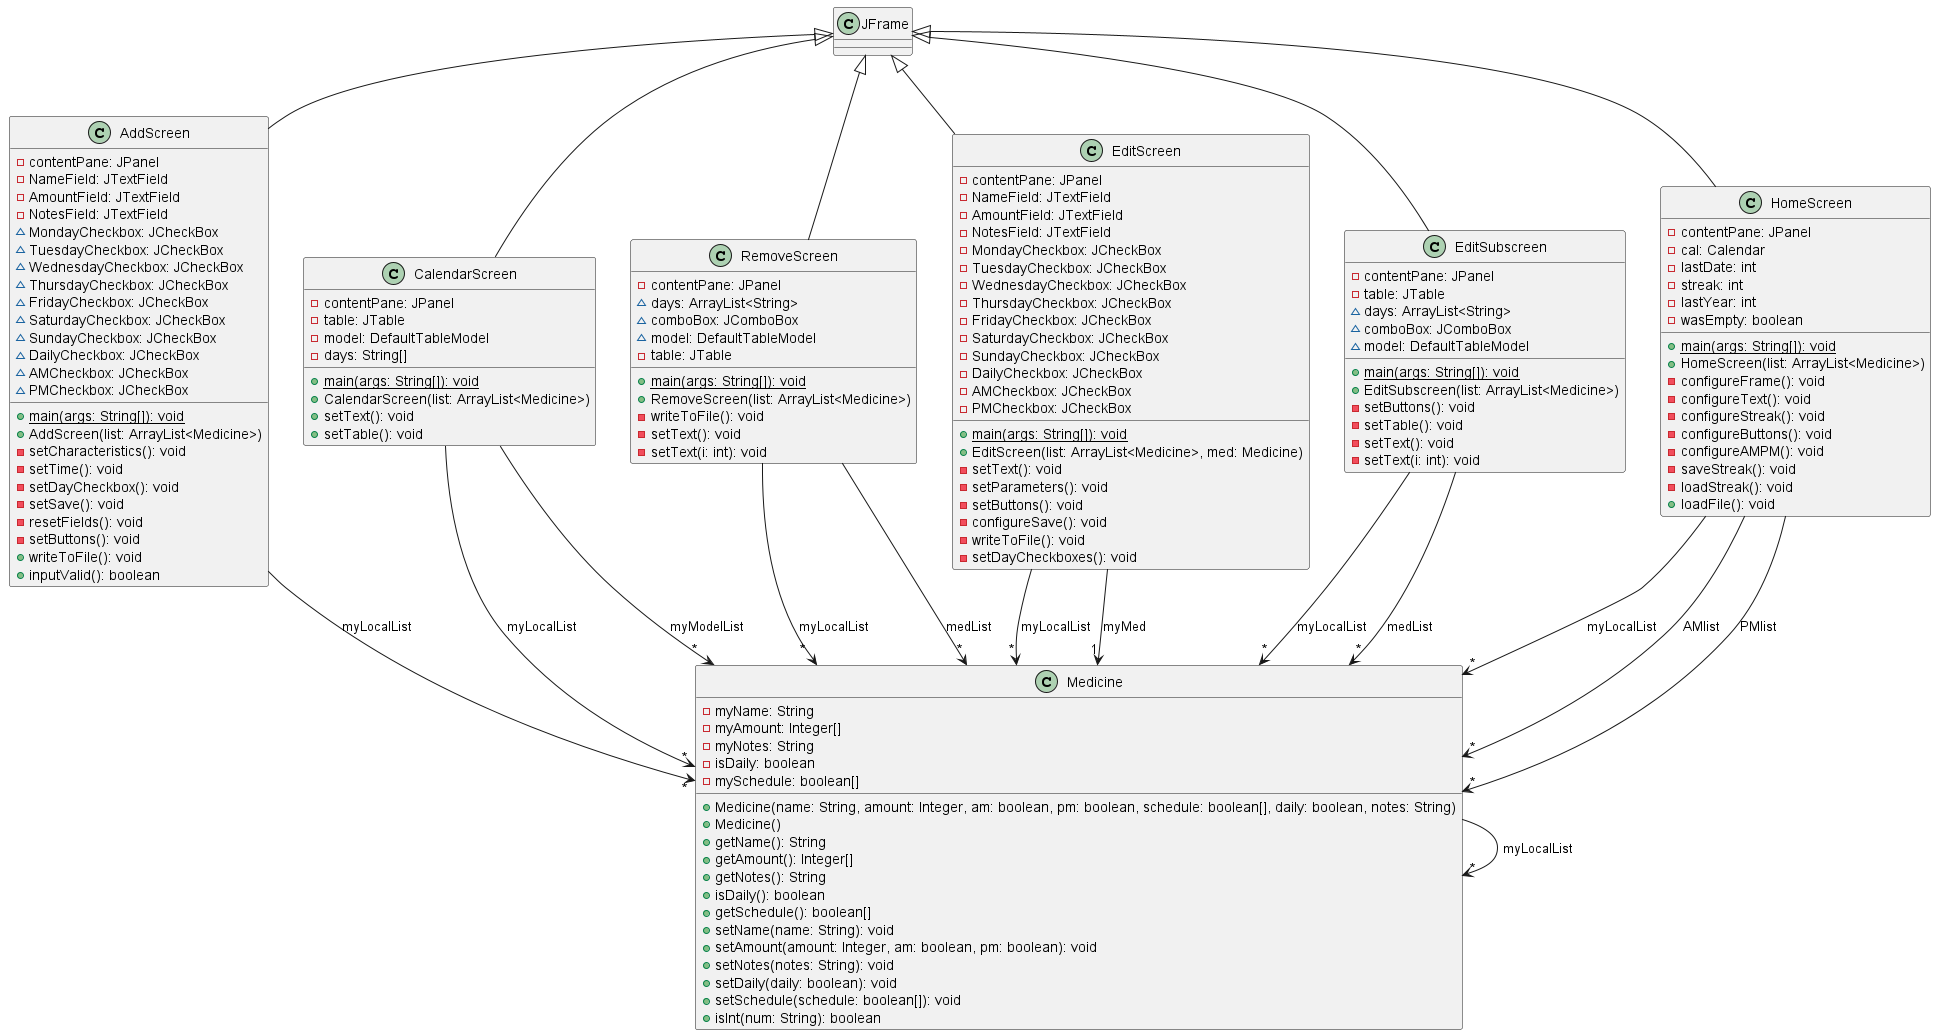 C JFrame
C AddScreen
contentPane: JPanel
NameField: JTextField
AmountField: JTextField
NotesField: JTextField
MondayCheckbox: JCheckBox
TuesdayCheckbox: JCheckBox
WednesdayCheckbox: JCheckBox
ThursdayCheckbox: JCheckBox
FridayCheckbox: JCheckBox
SaturdayCheckbox: JCheckBox
SundayCheckbox: JCheckBox
DailyCheckbox: JCheckBox
AMCheckbox: JCheckBox
PMCheckbox: JCheckBox
main(args: String[]): void
AddScreen(list: ArrayList<Medicine>)
setCharacteristics(): void
setTime(): void
setDayCheckbox(): void
setSave(): void
resetFields(): void
setButtons(): void
writeToFile(): void
inputValid(): boolean
C CalendarScreen
contentPane: JPanel
table: JTable
model: DefaultTableModel
days: String[]
main(args: String[]): void
CalendarScreen(list: ArrayList<Medicine>)
setText(): void
setTable(): void
C RemoveScreen
contentPane: JPanel
days: ArrayList<String>
comboBox: JComboBox
model: DefaultTableModel
table: JTable
main(args: String[]): void
RemoveScreen(list: ArrayList<Medicine>)
writeToFile(): void
setText(): void
setText(i: int): void
C EditScreen
contentPane: JPanel
NameField: JTextField
AmountField: JTextField
NotesField: JTextField
MondayCheckbox: JCheckBox
TuesdayCheckbox: JCheckBox
WednesdayCheckbox: JCheckBox
ThursdayCheckbox: JCheckBox
FridayCheckbox: JCheckBox
SaturdayCheckbox: JCheckBox
SundayCheckbox: JCheckBox
DailyCheckbox: JCheckBox
AMCheckbox: JCheckBox
PMCheckbox: JCheckBox
main(args: String[]): void
EditScreen(list: ArrayList<Medicine>, med: Medicine)
setText(): void
setParameters(): void
setButtons(): void
configureSave(): void
writeToFile(): void
setDayCheckboxes(): void
C EditSubscreen
contentPane: JPanel
table: JTable
days: ArrayList<String>
comboBox: JComboBox
model: DefaultTableModel
main(args: String[]): void
EditSubscreen(list: ArrayList<Medicine>)
setButtons(): void
setTable(): void
setText(): void
setText(i: int): void
C HomeScreen
contentPane: JPanel
cal: Calendar
lastDate: int
streak: int
lastYear: int
wasEmpty: boolean
main(args: String[]): void
HomeScreen(list: ArrayList<Medicine>)
configureFrame(): void
configureText(): void
configureStreak(): void
configureButtons(): void
configureAMPM(): void
saveStreak(): void
loadStreak(): void
loadFile(): void
myLocalList
*
myLocalList
*
myModelList
*
myLocalList
*
medList
*
myLocalList
*
myMed
1
myLocalList
*
medList
*
myLocalList
*
AMlist
*
PMlist
*
C Medicine
myName: String
myAmount: Integer[]
myNotes: String
isDaily: boolean
mySchedule: boolean[]
Medicine(name: String, amount: Integer, am: boolean, pm: boolean, schedule: boolean[], daily: boolean, notes: String)
Medicine()
getName(): String
getAmount(): Integer[]
getNotes(): String
isDaily(): boolean
getSchedule(): boolean[]
setName(name: String): void
setAmount(amount: Integer, am: boolean, pm: boolean): void
setNotes(notes: String): void
setDaily(daily: boolean): void
setSchedule(schedule: boolean[]): void
isInt(num: String): boolean
myLocalList
*